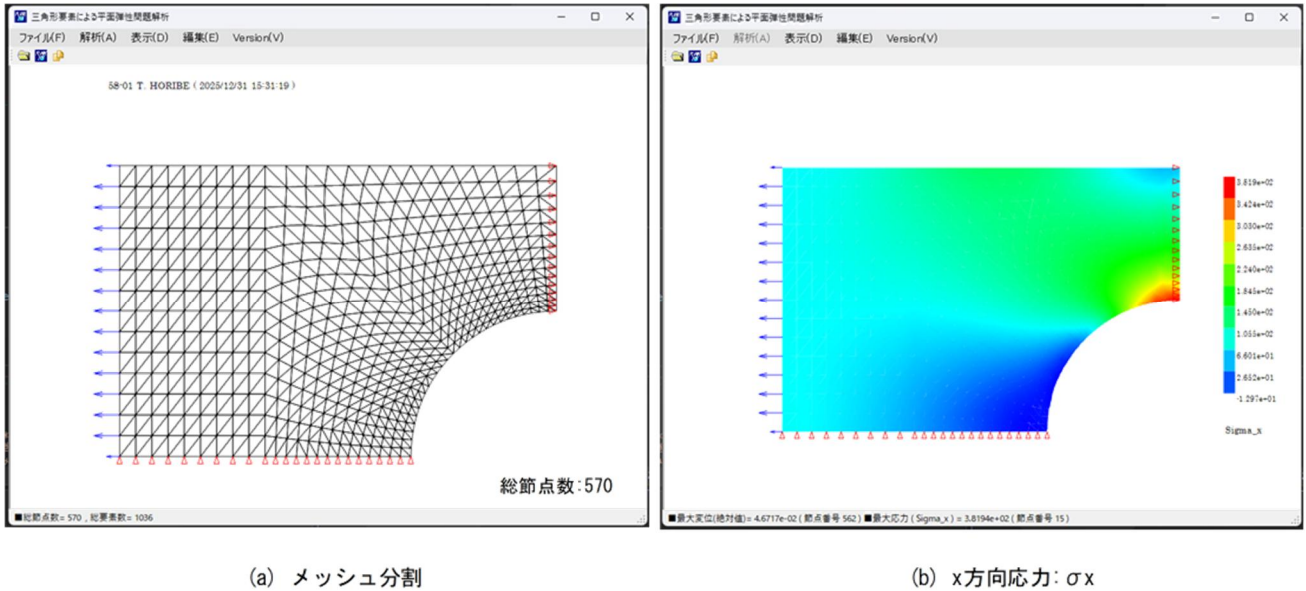 三角形要素による平面弾性問題解析
ファイル(F) 解析(A) 表示(D) 編集(E) Version(V)
58-01 T. HORIBE ( 2025/12/31 15:31:19 )
総節点数:570
■総節点数= 570 , 総要素数= 1036
(a) メッシュ分割
三角形要素による平面弾性問題解析
ファイル(F) 解析(A) 表示(D) 編集(E) Version(V)
3.819e+02
3.424e+02
3.030e+02
2.635e+02
2.240e+02
1.845e+02
1.450e+02
1.055e+02
6.601e+01
2.652e+01
-1.297e+01
Sigma_x
■最大変位(絶対値)= 4.6717e-02 ( 節点番号 562 ) ■最大応力 ( Sigma_x ) = 3.8194e+02 ( 節点番号 15 )
(b) x方向応力:σx